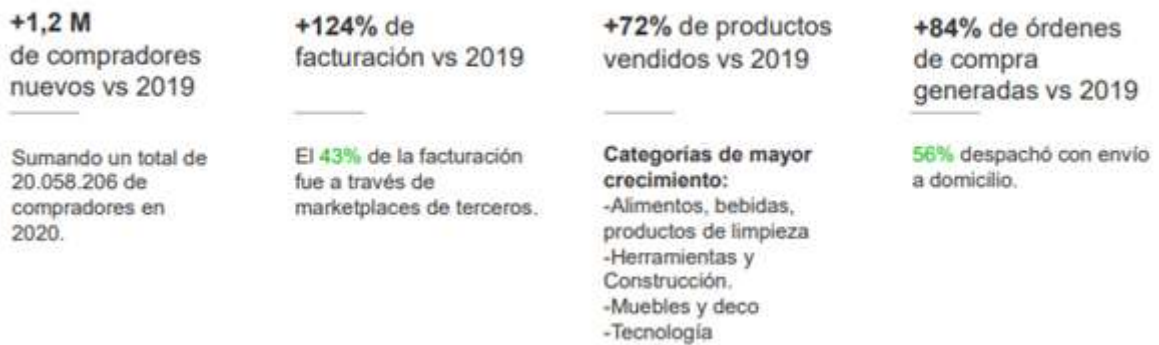 +1,2 M
de compradores
nuevos vs 2019
Sumando un total de
20.058.206 de
compradores en
2020.
+124% de
facturación vs 2019
El 43% de la facturación
fue a través de
marketplaces de terceros.
+72% de productos
vendidos vs 2019
Categorías de mayor
crecimiento:
-Alimentos, bebidas,
productos de limpieza
-Herramientas y
Construcción.
-Muebles y deco
-Tecnología
+84% de órdenes
de compra
generadas vs 2019
56% despachó con envío
a domicilio.